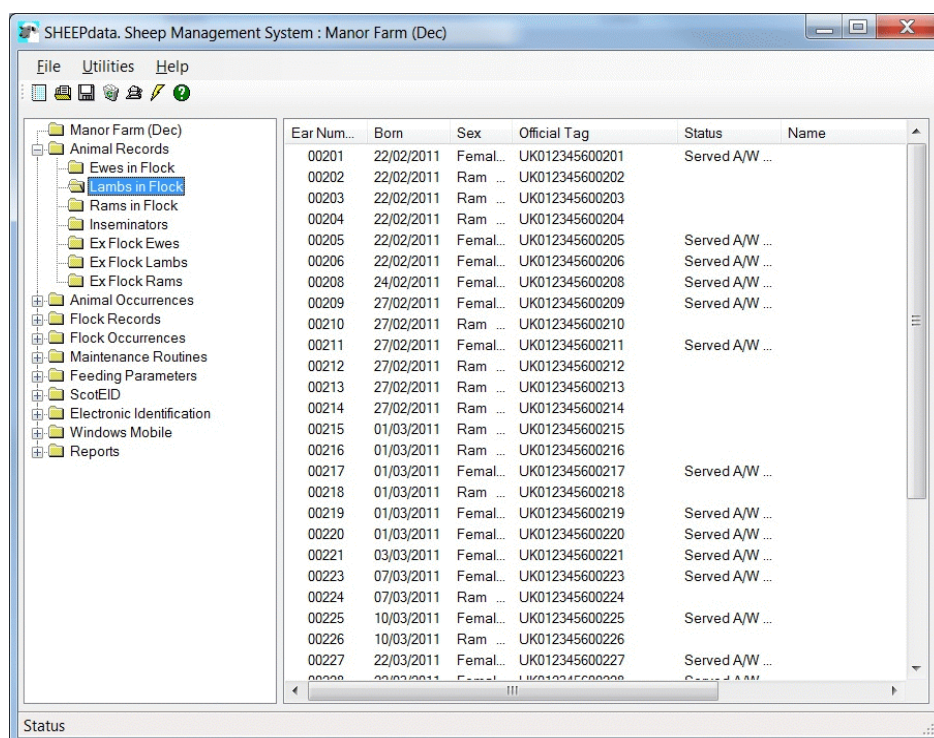 SHEEPdata. Sheep Management System : Manor Farm (Dec)
File Utilities Help
Manor Farm (Dec)
Animal Records
Ewes in Flock
Lambs in Flock
Rams in Flock
Inseminators
Ex Flock Ewes
Ex Flock Lambs
Ex Flock Rams
Animal Occurrences
Flock Records
Flock Occurrences
Maintenance Routines
Feeding Parameters
ScotEID
Electronic Identification
Windows Mobile
Reports
Ear Num... Born Sex Official Tag Status Name
00201 22/02/2011 Femal... UK012345600201 Served A/W ...
00202 22/02/2011 Ram ... UK012345600202
00203 22/02/2011 Ram ... UK012345600203
00204 22/02/2011 Ram ... UK012345600204
00205 22/02/2011 Femal... UK012345600205 Served A/W ...
00206 22/02/2011 Femal... UK012345600206 Served A/W ...
00208 24/02/2011 Femal... UK012345600208 Served A/W ...
00209 27/02/2011 Femal... UK012345600209 Served A/W ...
00210 27/02/2011 Ram ... UK012345600210
00211 27/02/2011 Femal... UK012345600211 Served A/W ...
00212 27/02/2011 Ram ... UK012345600212
00213 27/02/2011 Ram ... UK012345600213
00214 27/02/2011 Ram ... UK012345600214
00215 01/03/2011 Ram ... UK012345600215
00216 01/03/2011 Ram ... UK012345600216
00217 01/03/2011 Femal... UK012345600217 Served A/W ...
00218 01/03/2011 Ram ... UK012345600218
00219 01/03/2011 Femal... UK012345600219 Served A/W ...
00220 01/03/2011 Femal... UK012345600220 Served A/W ...
00221 03/03/2011 Femal... UK012345600221 Served A/W ...
00223 07/03/2011 Femal... UK012345600223 Served A/W ...
00224 07/03/2011 Ram ... UK012345600224
00225 10/03/2011 Femal... UK012345600225 Served A/W ...
00226 10/03/2011 Ram ... UK012345600226
00227 22/03/2011 Femal... UK012345600227 Served A/W ...
Status